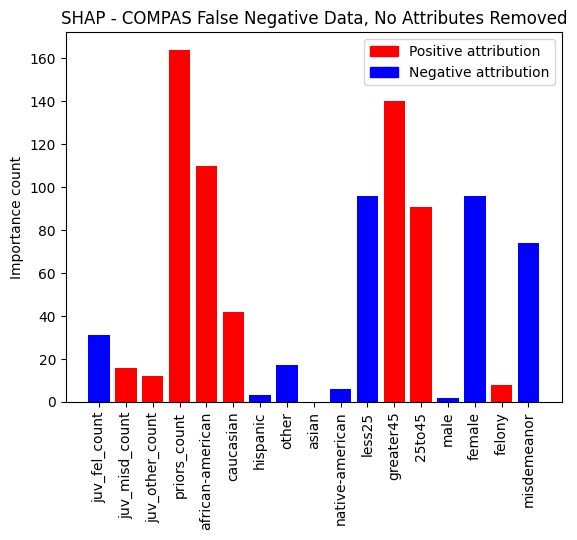 SHAP - COMPAS False Negative Data, No Attributes Removed
Positive attribution
Negative attribution
Importance count
160
140
120
100
80
60
40
20
0
juv_fel_count
juv_misd_count
juv_other_count
priors_count
african-american
caucasian
hispanic
other
asian
native-american
less25
greater45
25to45
male
female
felony
misdemeanor